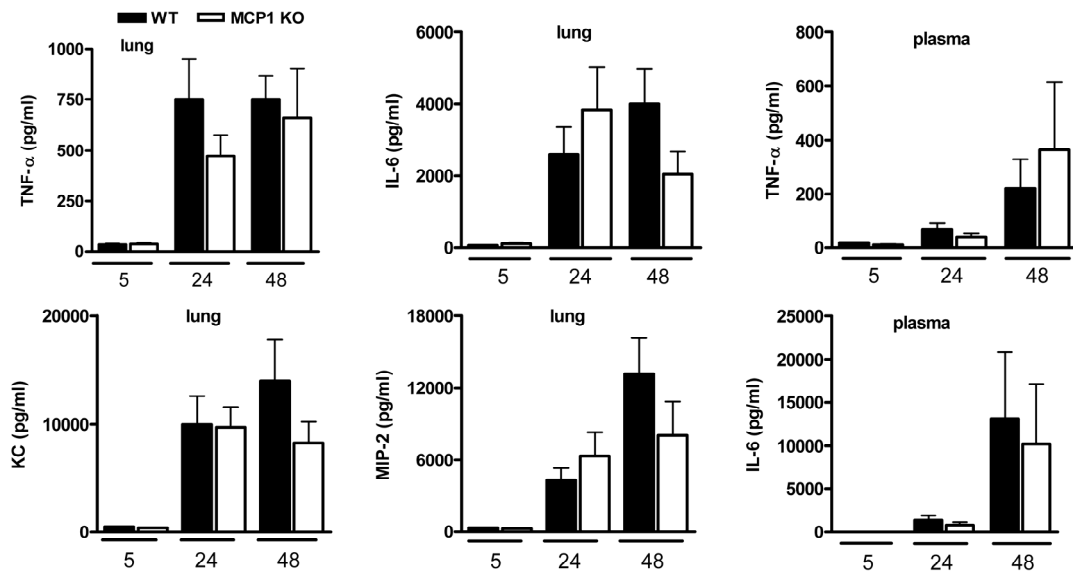 WT MCP1 KO
lung
TNF-α (pg/ml)
1000
750
500
250
0
5 24 48
lung
IL-6 (pg/ml)
6000
4000
2000
0
5 24 48
plasma
TNF-α (pg/ml)
800
600
400
200
0
5 24 48
lung
KC (pg/ml)
20000
10000
0
5 24 48
lung
MIP-2 (pg/ml)
18000
12000
6000
0
5 24 48
plasma
IL-6 (pg/ml)
25000
20000
15000
10000
5000
0
5 24 48